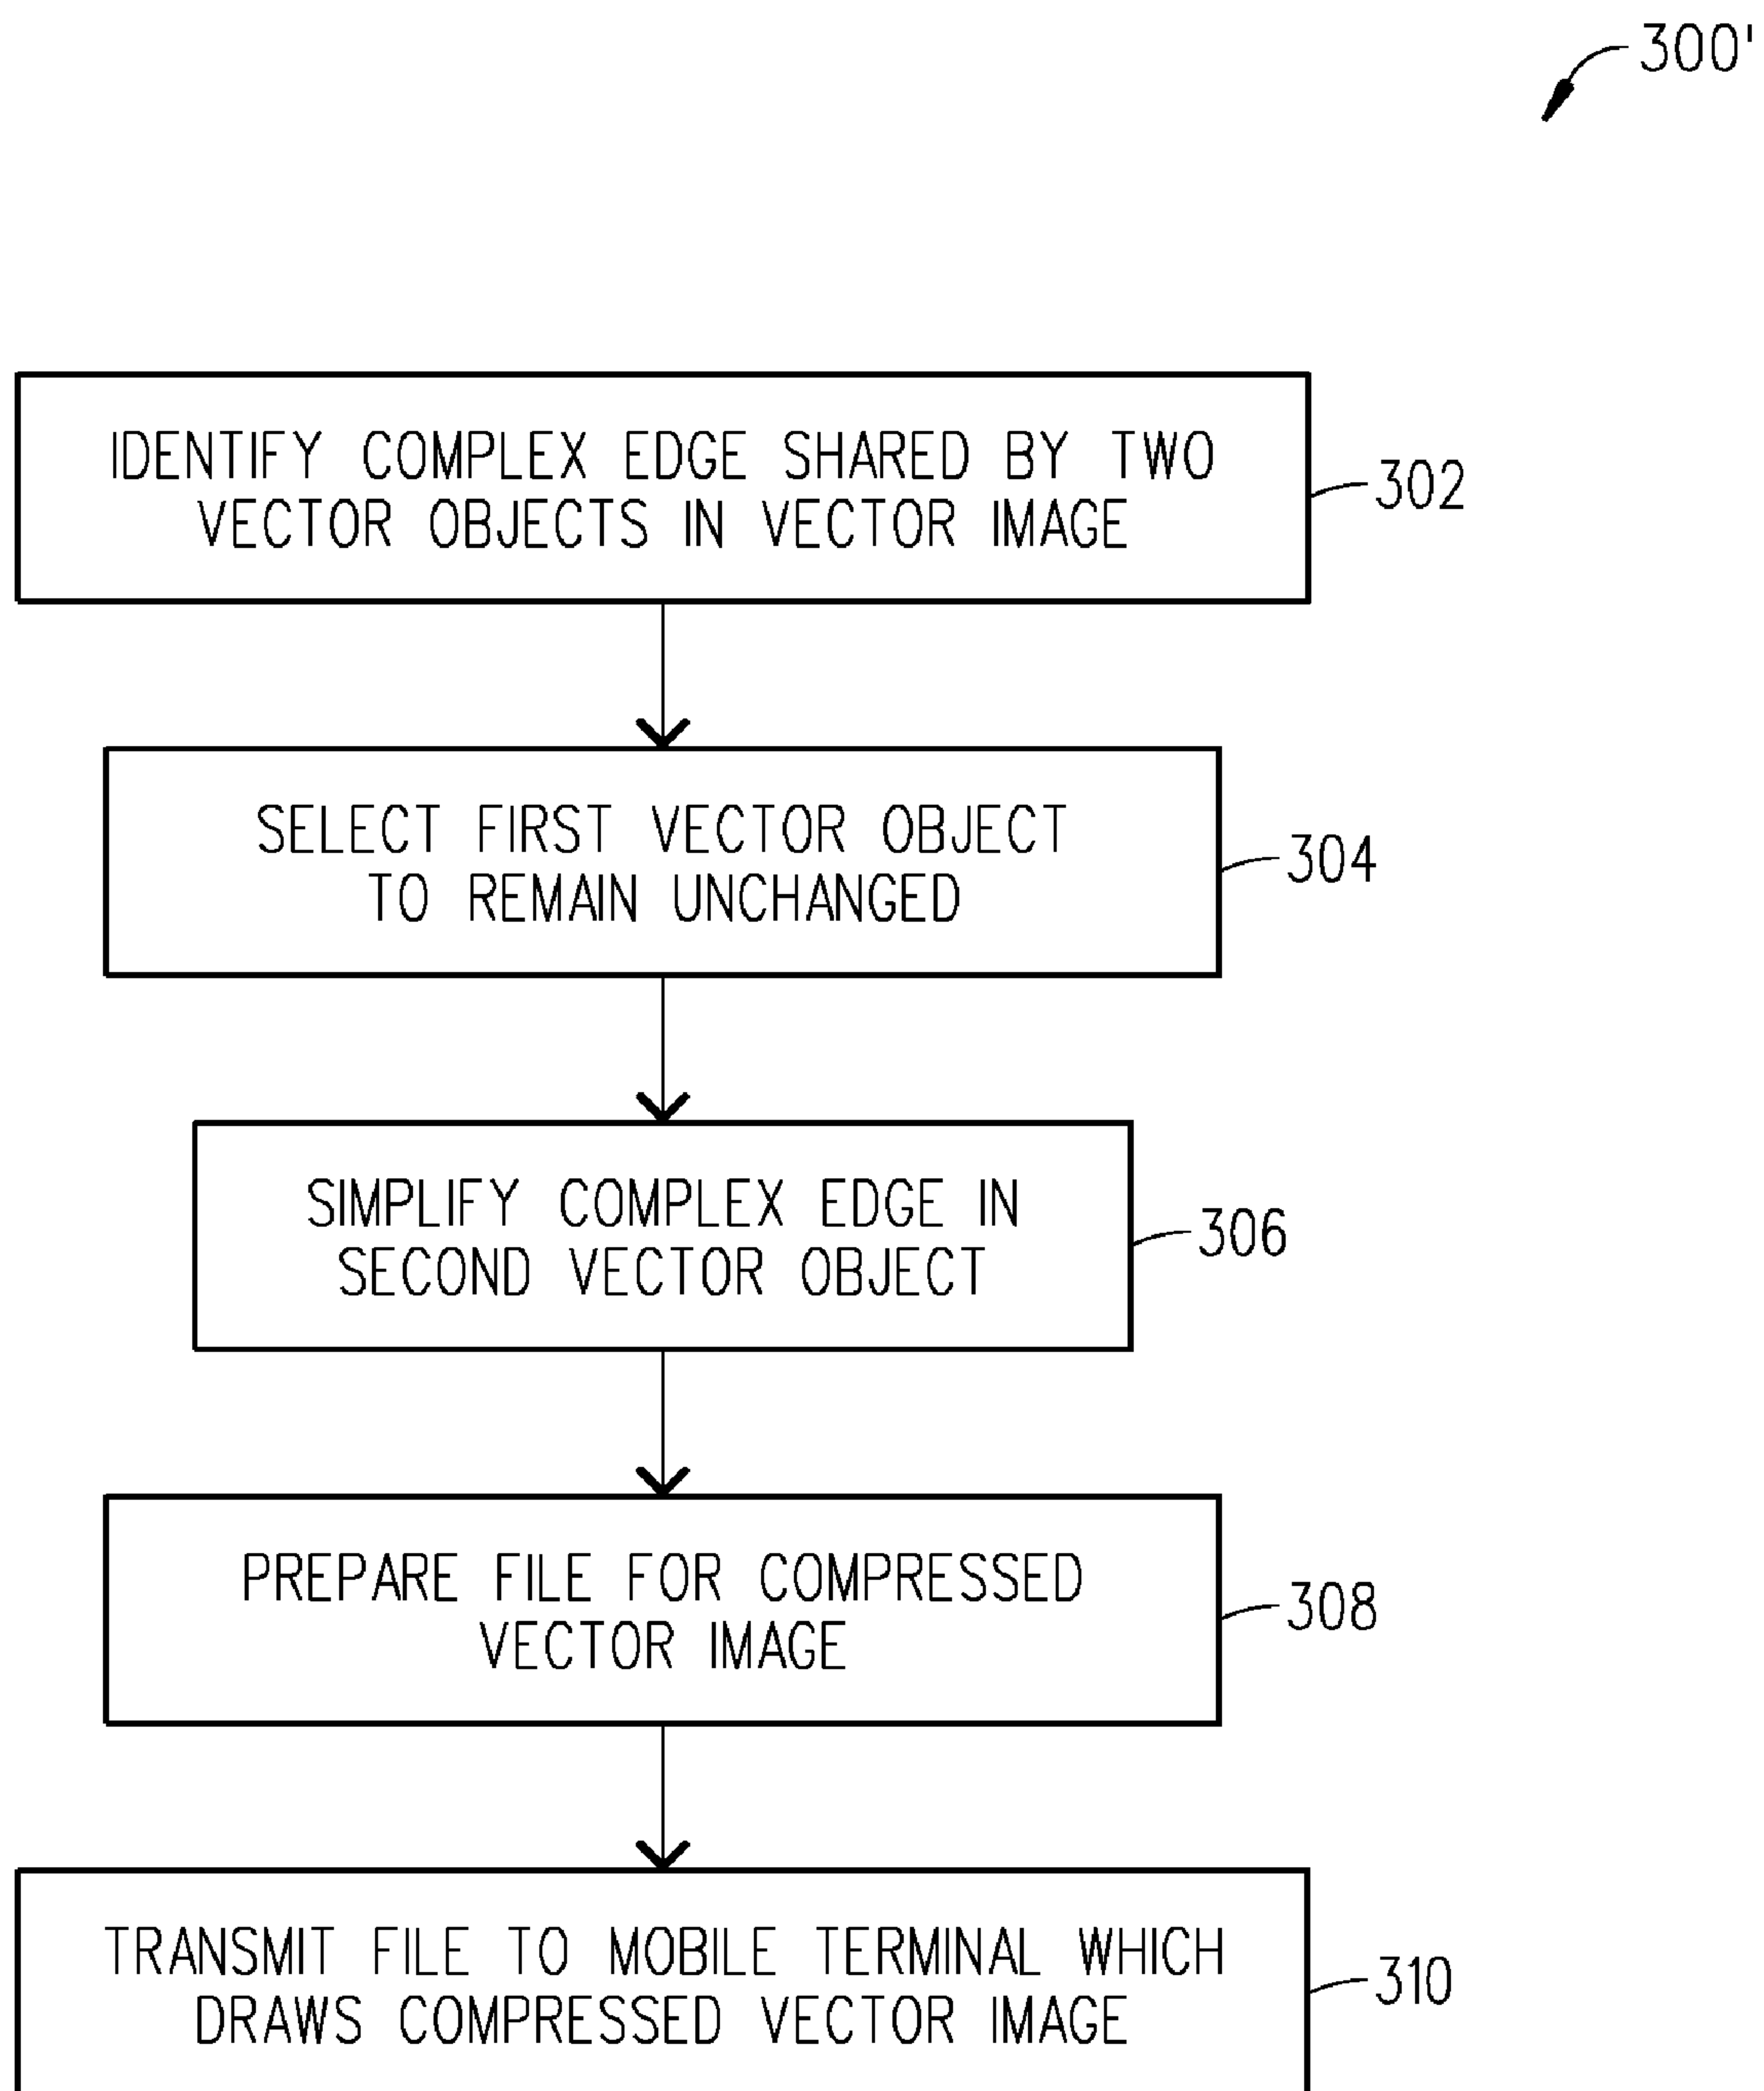 300'
IDENTIFY COMPLEX EDGE SHARED BY TWO
VECTOR OBJECTS IN VECTOR IMAGE
302
SELECT FIRST VECTOR OBJECT
TO REMAIN UNCHANGED
304
SIMPLIFY COMPLEX EDGE IN
SECOND VECTOR OBJECT
306
PREPARE FILE FOR COMPRESSED
VECTOR IMAGE
308
TRANSMIT FILE TO MOBILE TERMINAL WHICH
DRAWS COMPRESSED VECTOR IMAGE
310